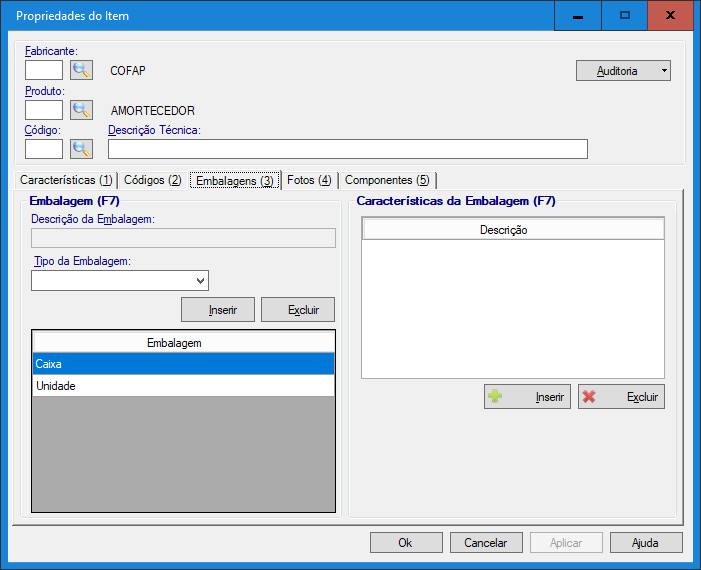 Propriedades do Item
Fabricante:
COFAP
Auditoria
Produto:
AMORTECEDOR
Código:
Descrição Técnica:
Características (1)
Códigos (2)
Embalagens (3)
Fotos (4)
Componentes (5)
Embalagem (F7)
Descrição da Embalagem:
Tipo da Embalagem:
Inserir
Excluir
Embalagem
Caixa
Unidade
Características da Embalagem (F7)
Descrição
Inserir
Excluir
Ok
Cancelar
Aplicar
Ajuda